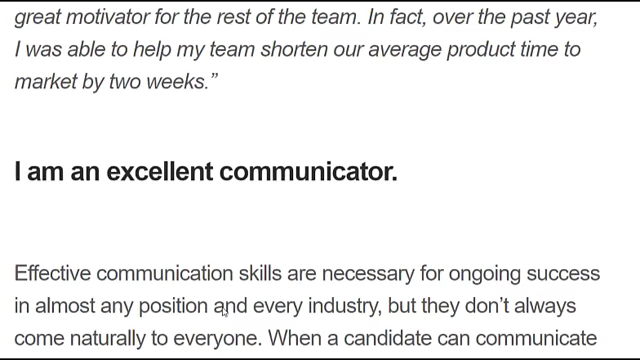 great motivator for the rest of the team. In fact, over the past year,
I was able to help my team shorten our average product time to
market by two weeks.”
I am an excellent communicator.
Effective communication skills are necessary for ongoing success
in almost any position and every industry, but they don’t always
come naturally to everyone. When a candidate can communicate